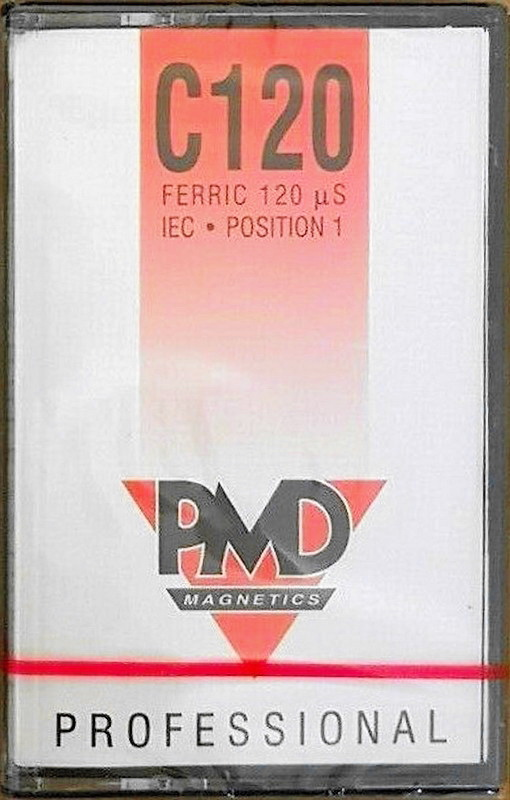 C120
FERRIC 120 µS
IEC • POSITION 1
PMD
MAGNETICS
PROFESSIONAL